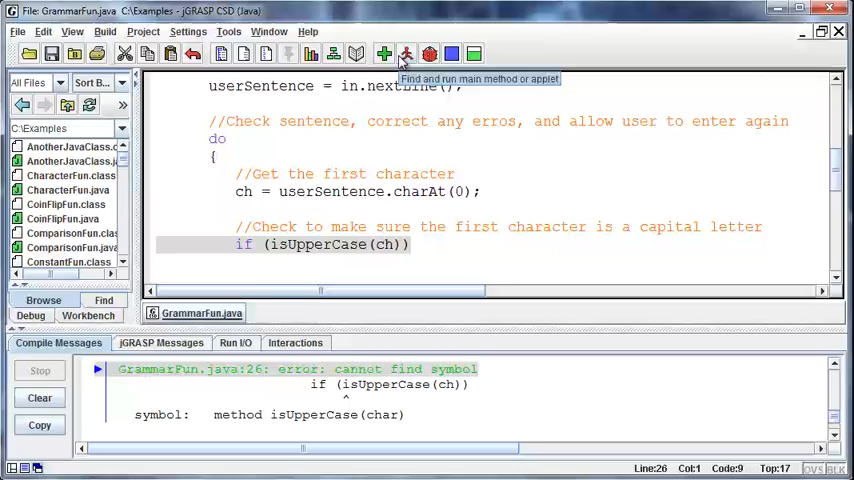 File: GrammarFun.java C:\Examples - jGRASP CSD (Java)
File Edit View Build Project Settings Tools Window Help
Find and run main method or applet
All Files Sort B...
C:\Examples
AnotherJavaClass.c
AnotherJavaClass.ja
CharacterFun.class
CharacterFun.java
CoinFlipFun.class
CoinFlipFun.java
ComparisonFun.clas
ComparisonFun.java
ConstantFun.class
Browse Find
Debug Workbench
userSentence = in.nextLine();
//Check sentence, correct any erros, and allow user to enter again
do
{
//Get the first character
ch = userSentence.charAt(0);
//Check to make sure the first character is a capital letter
if (isUpperCase(ch))
GrammarFun.java
Compile Messages jGRASP Messages Run I/O Interactions
Stop
Clear
Copy
GrammarFun.java:26: error: cannot find symbol
if (isUpperCase(ch))
^
symbol: method isUpperCase(char)
Line:26 Col:1 Code:9 Top:17 OVS BLK